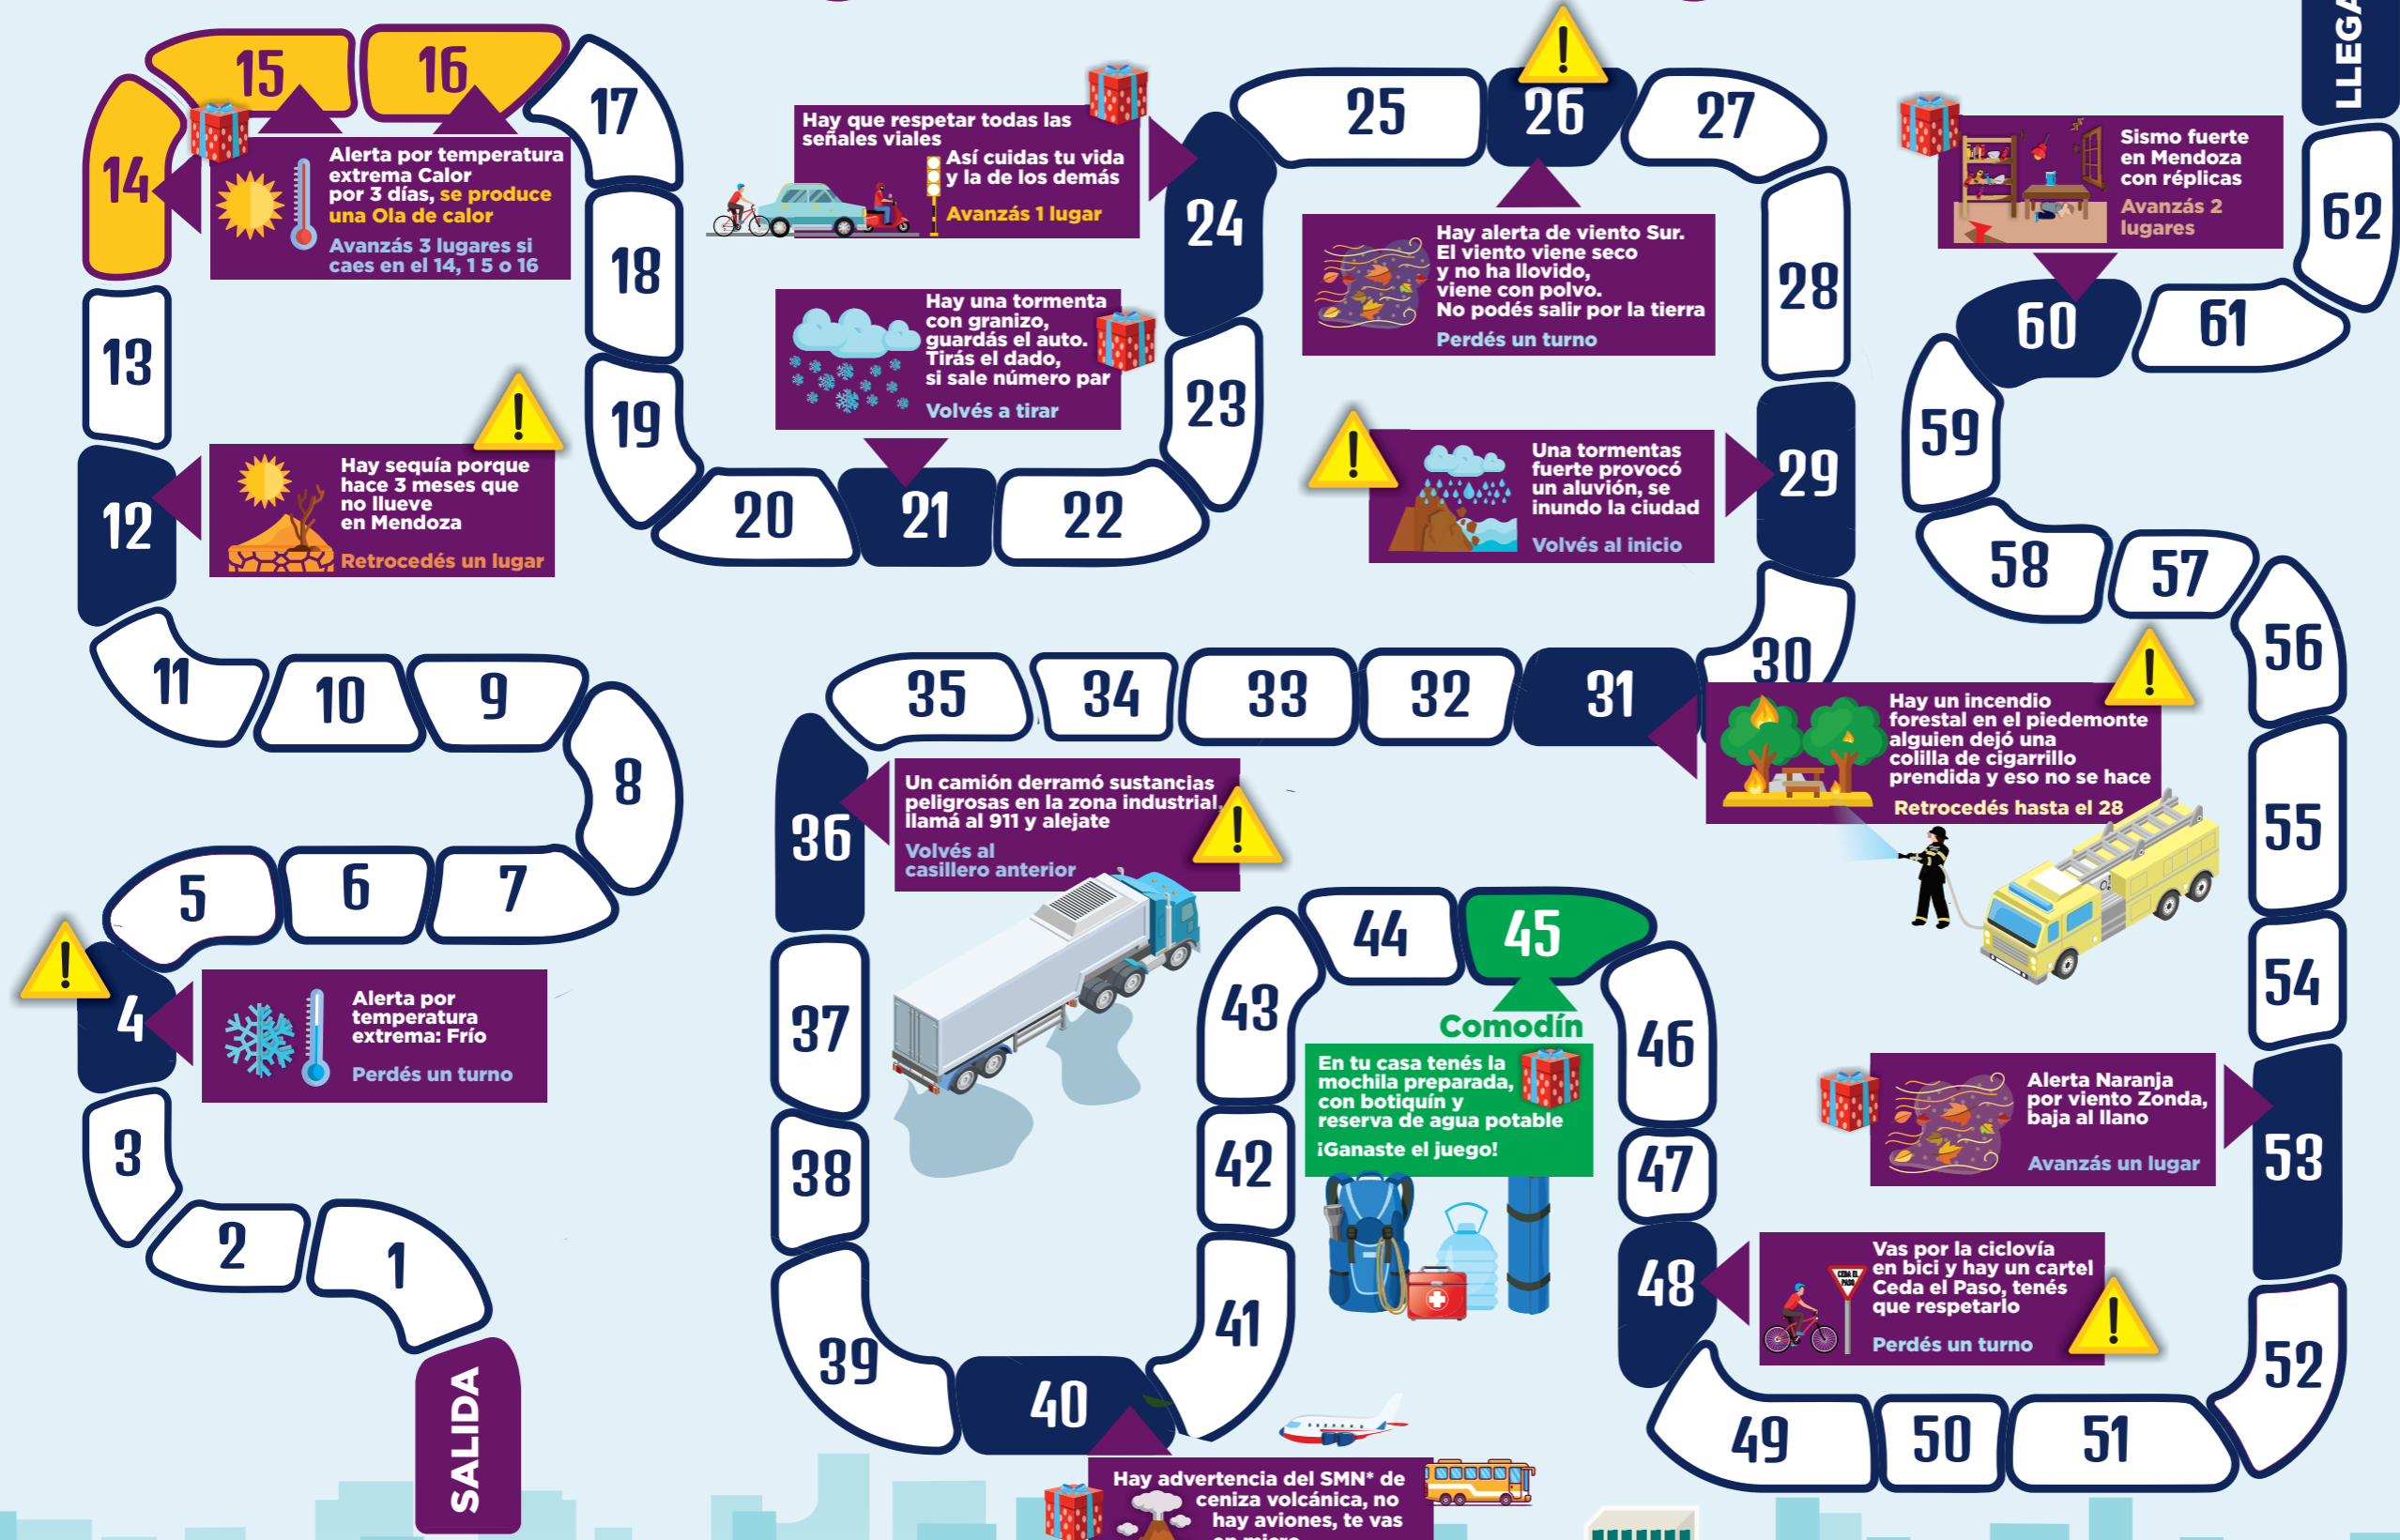 SALIDA
1
2
3
4
Alerta por
temperatura
extrema: Frío
Perdés un turno
5
6
7
8
9
10
11
12
Hay sequía porque
hace 3 meses que
no llueve
en Mendoza
Retrocedés un lugar
13
14
15
16
Alerta por temperatura
extrema Calor
por 3 días, se produce
una Ola de calor
Avanzás 3 lugares si
caes en el 14, 1 5 o 16
17
18
19
20
21
Hay una tormenta
con granizo,
guardás el auto.
Tirás el dado,
si sale número par
Volvés a tirar
22
23
24
Hay que respetar todas las
señales viales
Así cuidas tu vida
y la de los demás
Avanzás 1 lugar
25
26
Hay alerta de viento Sur.
El viento viene seco
y no ha llovido,
viene con polvo.
No podés salir por la tierra
Perdés un turno
27
28
29
Una tormentas
fuerte provocó
un aluvión, se
inundo la ciudad
Volvés al inicio
30
31
Hay un incendio
forestal en el piedemonte
alguien dejó una
colilla de cigarrillo
prendida y eso no se hace
Retrocedés hasta el 28
32
33
34
35
36
Un camión derramó sustancias
peligrosas en la zona industrial,
llamá al 911 y alejate
Volvés al
casillero anterior
37
38
39
40
Hay advertencia del SMN* de
ceniza volcánica, no
hay aviones, te vas
en micro
41
42
43
44
45
Comodín
En tu casa tenés la
mochila preparada,
con botiquín y
reserva de agua potable
¡Ganaste el juego!
46
47
48
Vas por la ciclovía
en bici y hay un cartel
Ceda el Paso, tenés
que respetarlo
Perdés un turno
CEDA EL
PASO
49
50
51
52
53
Alerta Naranja
por viento Zonda,
baja al llano
Avanzás un lugar
54
55
56
57
58
59
60
Sismo fuerte
en Mendoza
con réplicas
Avanzás 2
lugares
61
62
LLEGA